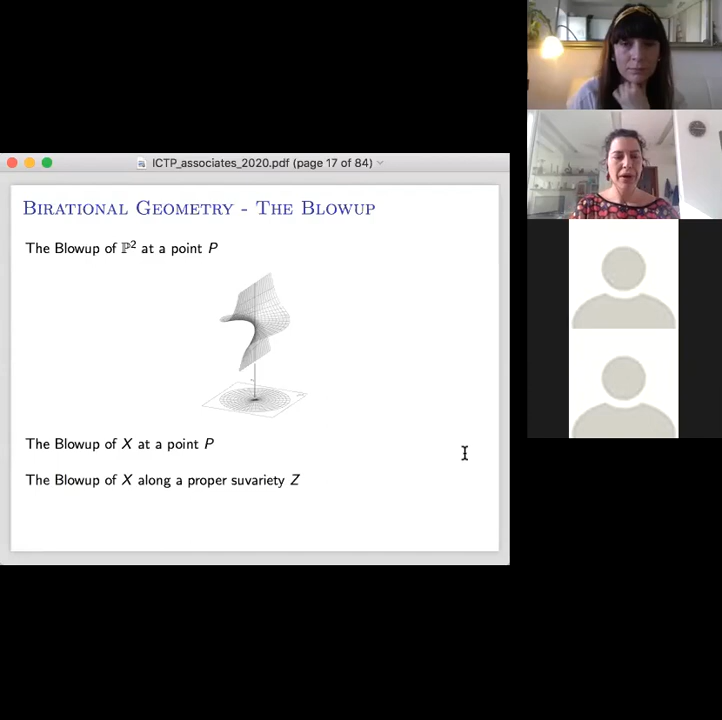 ICTP_associates_2020.pdf (page 17 of 84)
Birational Geometry - The Blowup
The Blowup of ℙ² at a point P
The Blowup of X at a point P
The Blowup of X along a proper suvariety Z